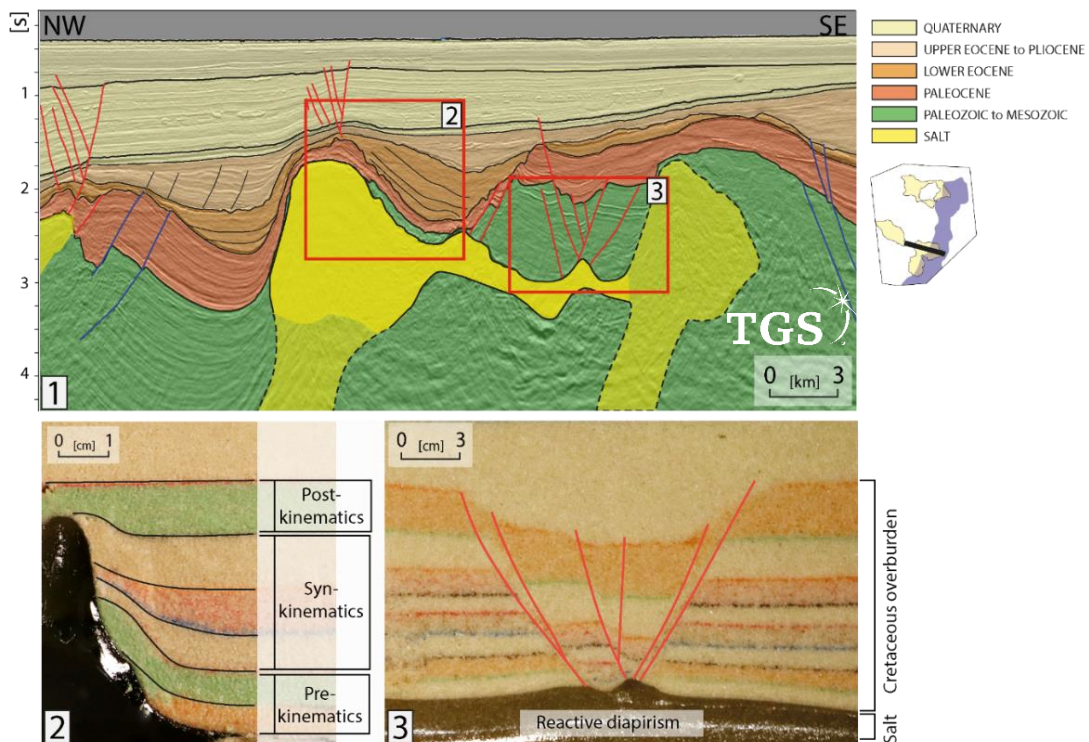 [s]
NW
SE
1
2
3
4
2
3
1
TGS
0 [km] 3
QUATERNARY
UPPER EOCENE to PLIOCENE
LOWER EOCENE
PALEOCENE
PALEOZOIC to MESOZOIC
SALT
0 [cm] 1
Post-
kinematics
Syn-
kinematics
Pre-
kinematics
2
0 [cm] 3
Reactive diapirism
3
Cretaceous overburden
Salt